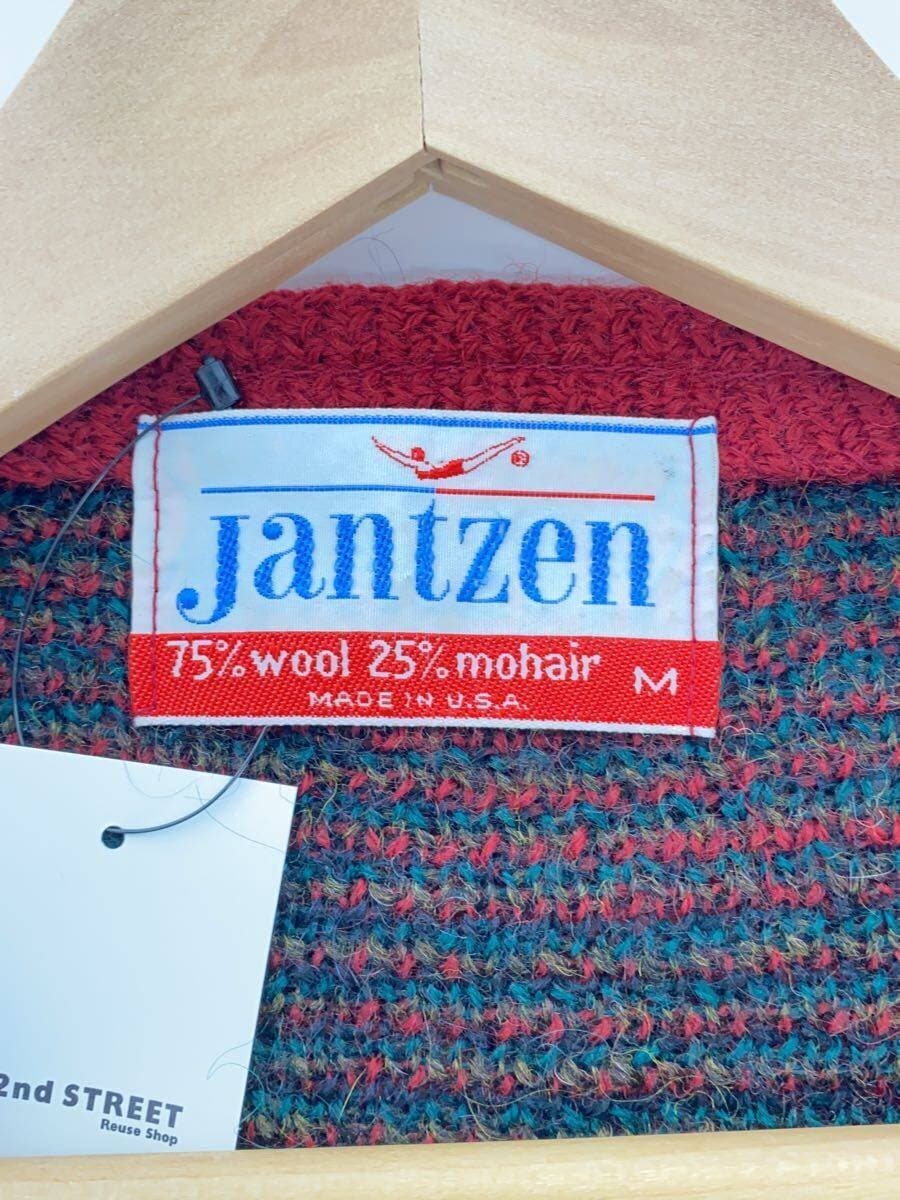 Jantzen
75% wool 25% mohair
M
MADE IN U.S.A.
2nd STREET
Reuse Shop